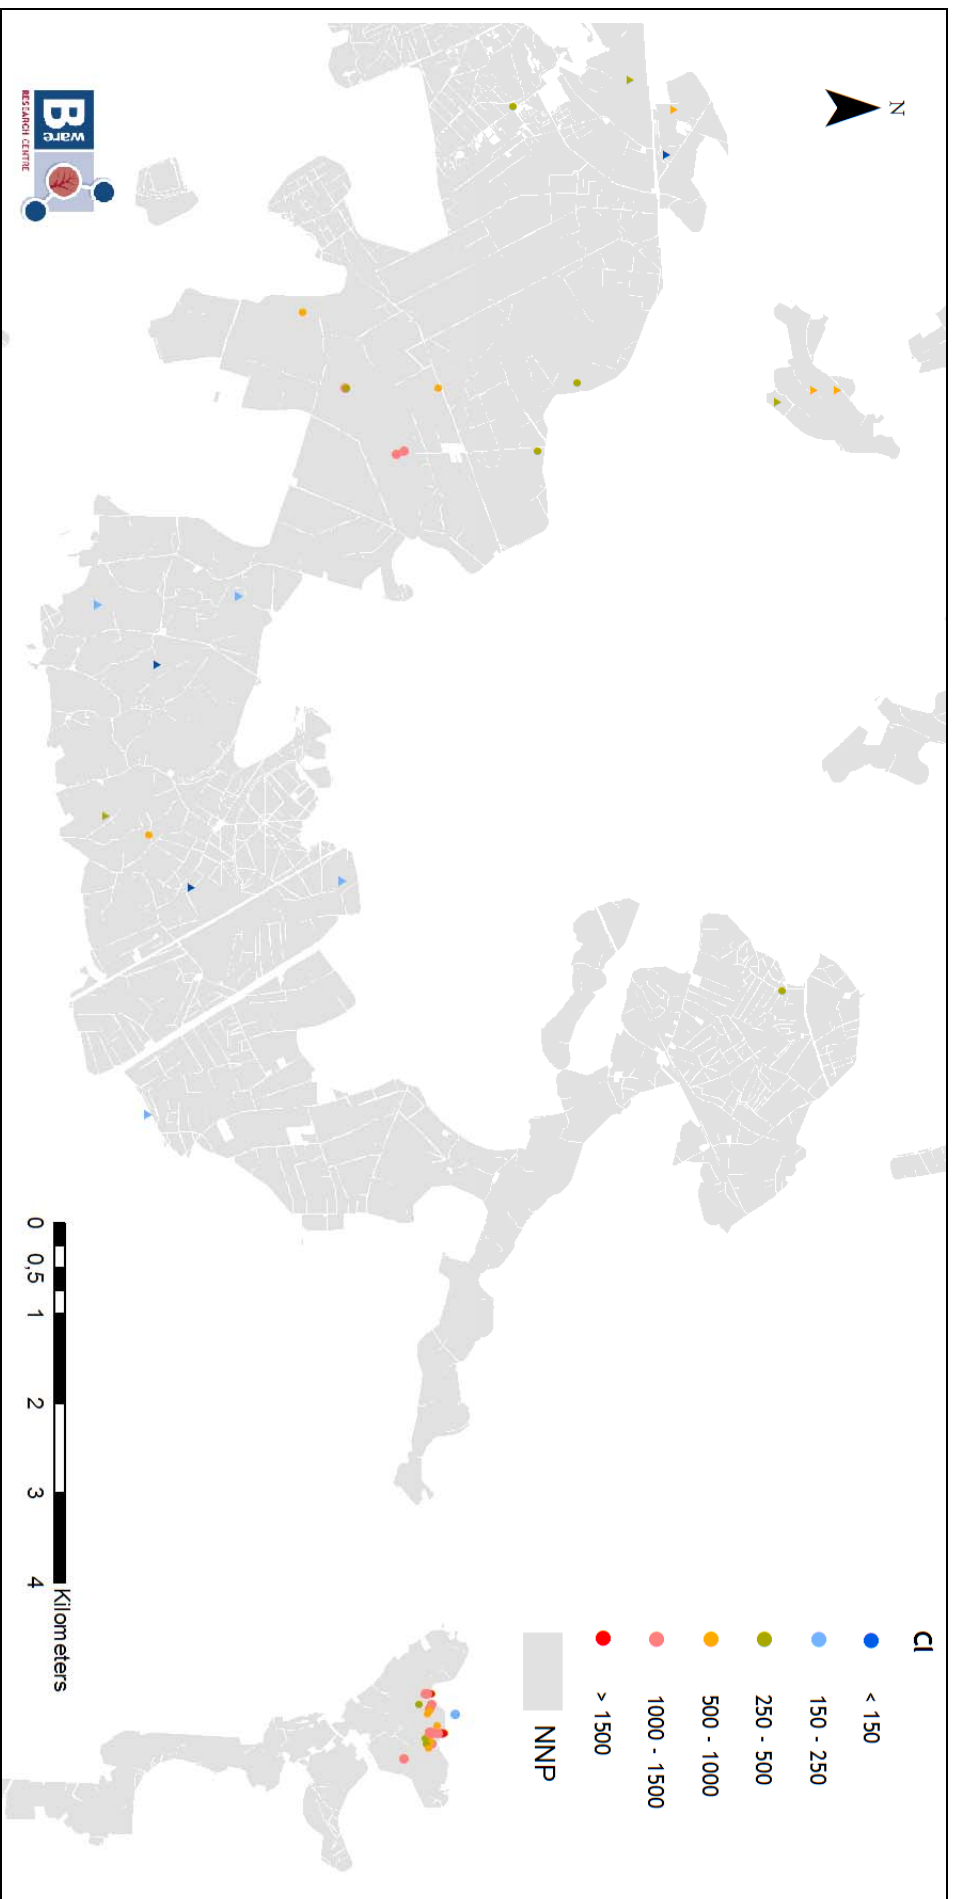 N
Cl
< 150
150 - 250
250 - 500
500 - 1000
1000 - 1500
> 1500
NNP
B
ware
RESEARCH CENTRE
0 0,5 1 2 3 4
Kilometers